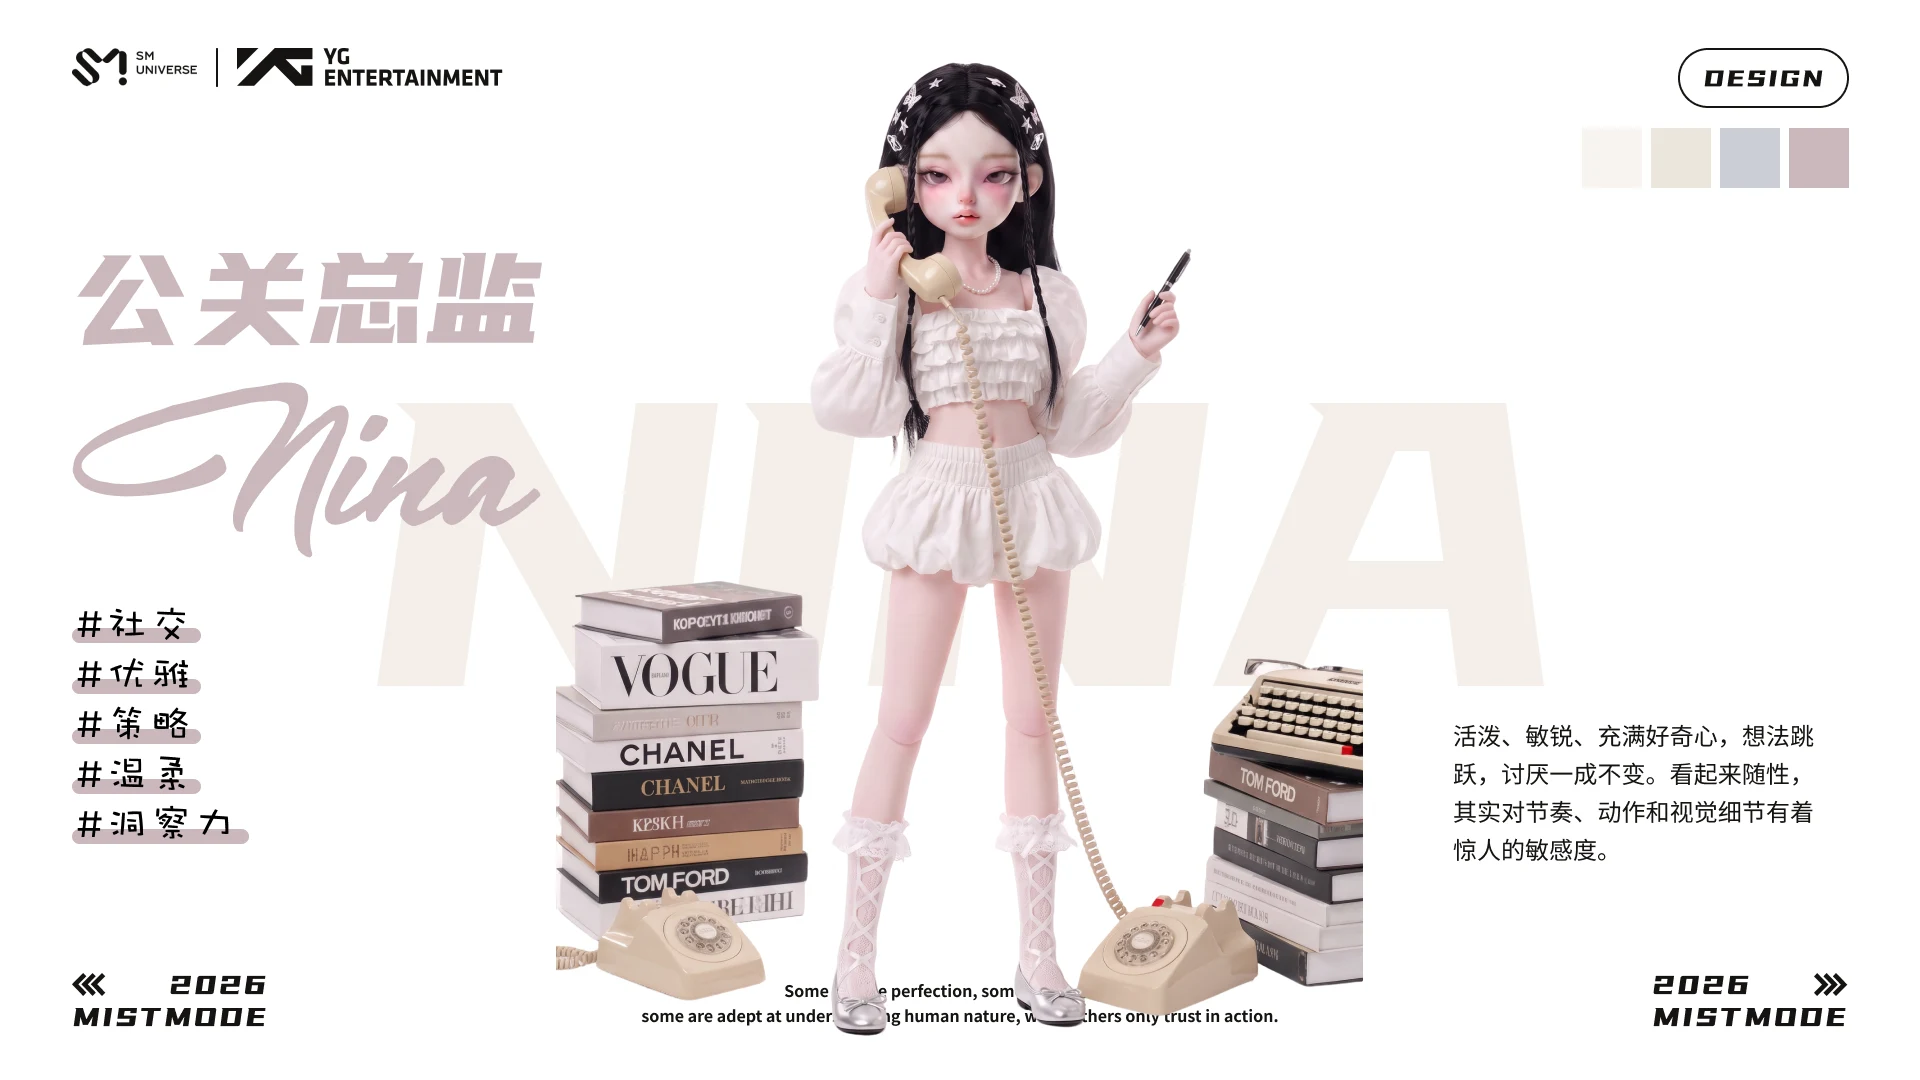 SM
UNIVERSE
YG
ENTERTAINMENT
DESIGN
公关总监
Nina
NINA
#社交
#优雅
#策略
#温柔
#洞察力
VOGUE
CHANEL
CHANEL
TOM FORD
TOM FORD
活泼、敏锐、充满好奇心，想法跳
跃，讨厌一成不变。看起来随性，
其实对节奏、动作和视觉细节有着
惊人的敏感度。
2026
MISTMODE
Some perfection, som
some are adept at human nature, only trust in action.
2026
MISTMODE